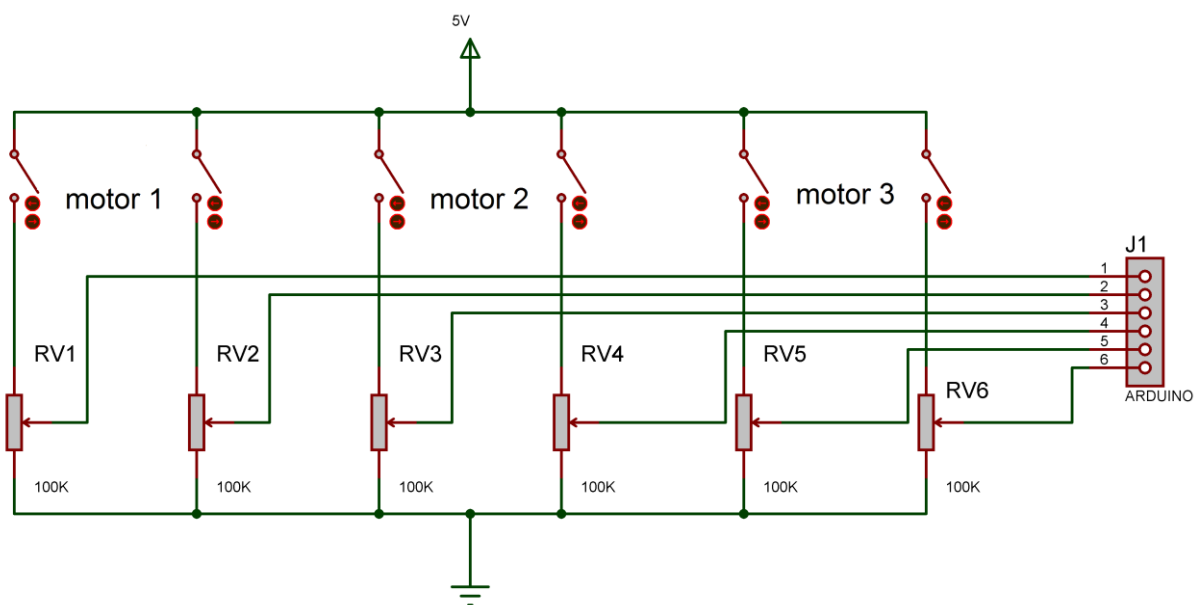 5V
motor 1
motor 2
motor 3
J1
1
2
3
4
5
6
ARDUINO
RV1
RV2
RV3
RV4
RV5
RV6
100K
100K
100K
100K
100K
100K